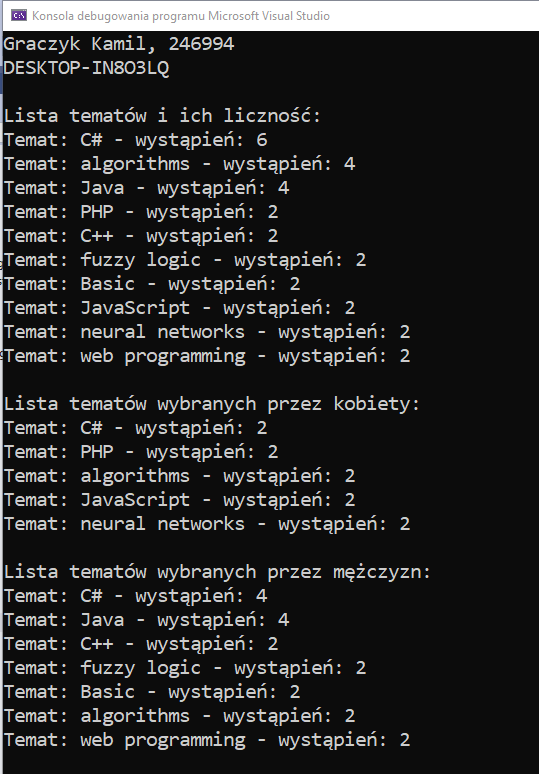 Konsola debugowania programu Microsoft Visual Studio
Graczyk Kamil, 246994
DESKTOP-IN8O3LQ
Lista tematów i ich liczność:
Temat: C# - wystąpień: 6
Temat: algorithms - wystąpień: 4
Temat: Java - wystąpień: 4
Temat: PHP - wystąpień: 2
Temat: C++ - wystąpień: 2
Temat: fuzzy logic - wystąpień: 2
Temat: Basic - wystąpień: 2
Temat: JavaScript - wystąpień: 2
Temat: neural networks - wystąpień: 2
Temat: web programming - wystąpień: 2
Lista tematów wybranych przez kobiety:
Temat: C# - wystąpień: 2
Temat: PHP - wystąpień: 2
Temat: algorithms - wystąpień: 2
Temat: JavaScript - wystąpień: 2
Temat: neural networks - wystąpień: 2
Lista tematów wybranych przez mężczyzn:
Temat: C# - wystąpień: 4
Temat: Java - wystąpień: 4
Temat: C++ - wystąpień: 2
Temat: fuzzy logic - wystąpień: 2
Temat: Basic - wystąpień: 2
Temat: algorithms - wystąpień: 2
Temat: web programming - wystąpień: 2